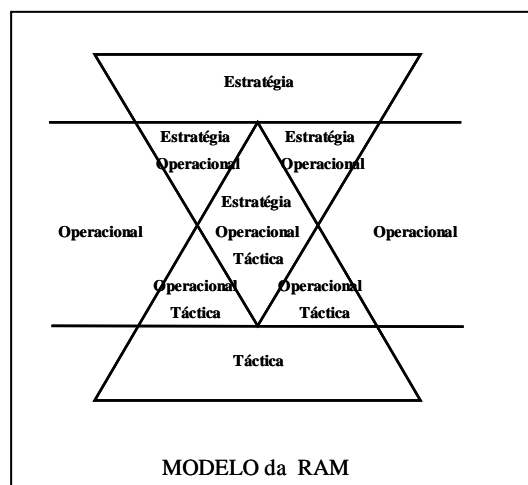 Estratégia
Estratégia Estratégia
Operacional Operacional
Estratégia
Operacional Operacional Operacional
Táctica
Operacional Operacional
Táctica Táctica
Táctica
MODELO da RAM